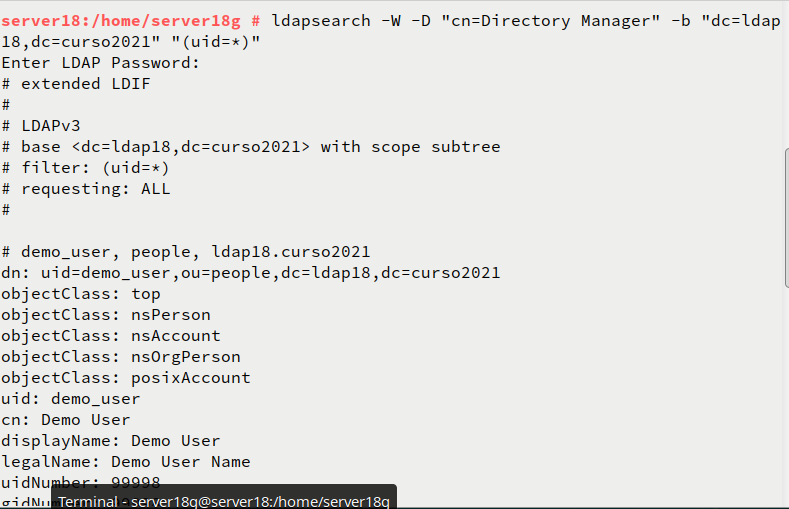 server18:/home/server18g # ldapsearch -W -D "cn=Directory Manager" -b "dc=ldap
18,dc=curso2021" "(uid=*)"
Enter LDAP Password:
# extended LDIF
#
# LDAPv3
# base <dc=ldap18,dc=curso2021> with scope subtree
# filter: (uid=*)
# requesting: ALL
#
# demo_user, people, ldap18.curso2021
dn: uid=demo_user,ou=people,dc=ldap18,dc=curso2021
objectClass: top
objectClass: nsPerson
objectClass: nsAccount
objectClass: nsOrgPerson
objectClass: posixAccount
uid: demo_user
cn: Demo User
displayName: Demo User
legalName: Demo User Name
uidNumber: 99998
Terminal - server18g@server18:/home/server18g